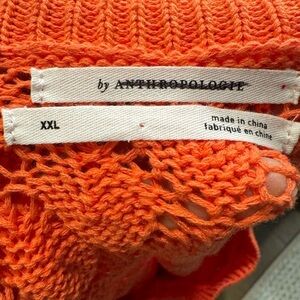 by ANTHROPOLOGIE
XXL
made in china
fabriqué en chine